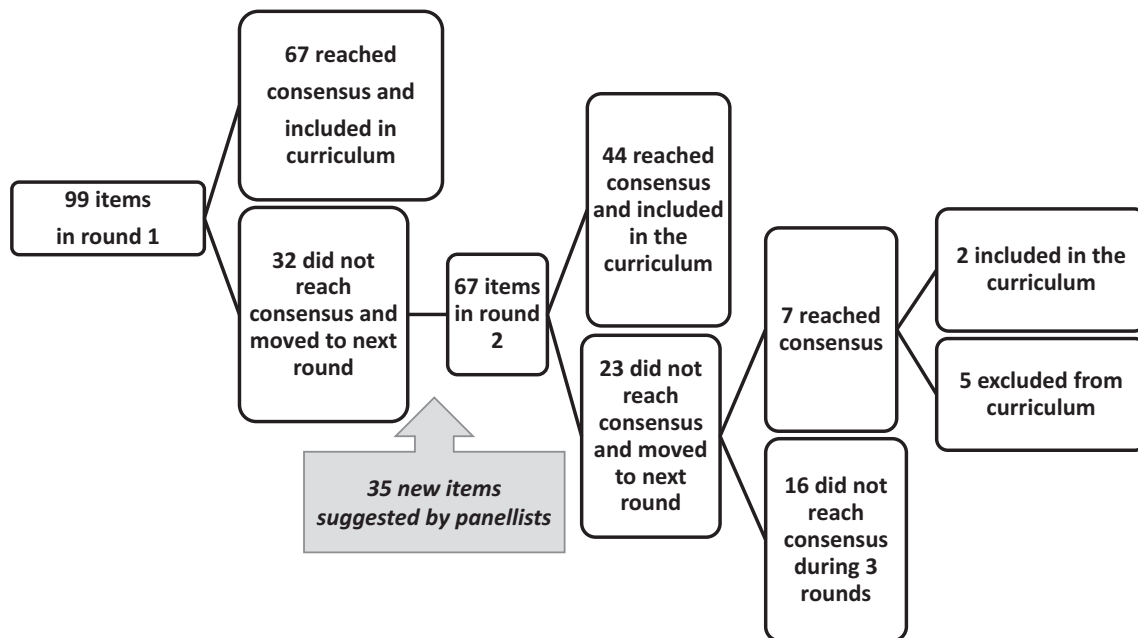 99 items
in round 1
67 reached
consensus and
included in
curriculum
32 did not
reach
consensus and
moved to next
round
35 new items
suggested by panellists
67 items
in round
2
44 reached
consensus
and included
in the
curriculum
23 did not
reach
consensus
and moved
to next
round
7 reached
consensus
16 did not
reach
consensus
during 3
rounds
2 included in the
curriculum
5 excluded from
curriculum